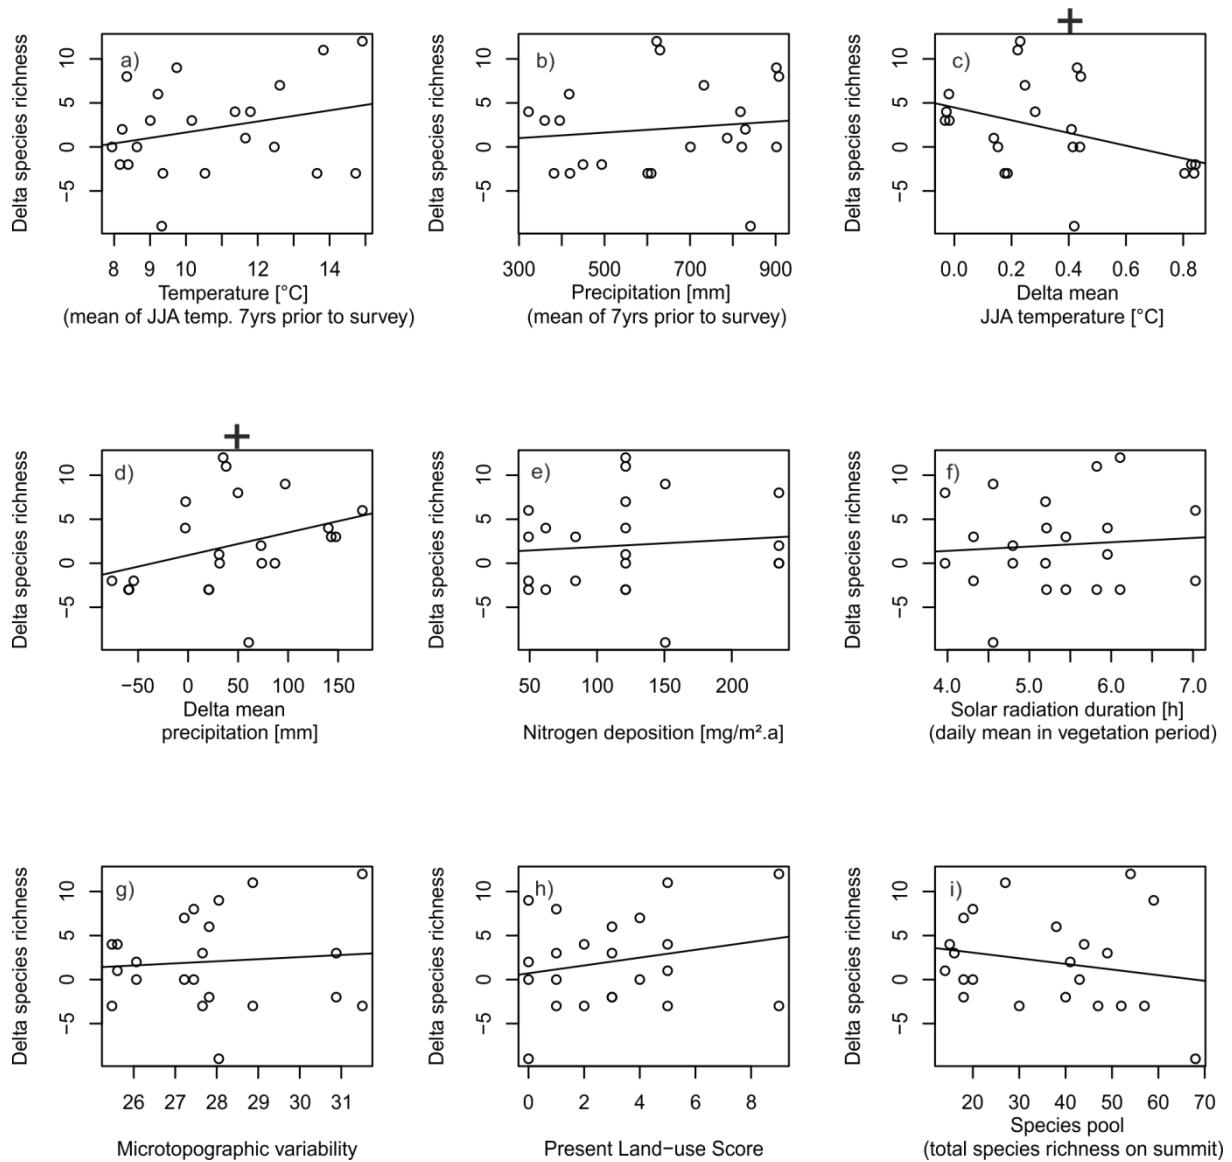 +
Delta species richness
10
5
0
−5
a)
8 9 10 12 14
Temperature [°C]
(mean of JJA temp. 7yrs prior to survey)
Delta species richness
10
5
0
−5
b)
300 500 700 900
Precipitation [mm]
(mean of 7yrs prior to survey)
Delta species richness
10
5
0
−5
c)
0.0 0.2 0.4 0.6 0.8
Delta mean
JJA temperature [°C]
+
Delta species richness
10
5
0
−5
d)
−50 0 50 100 150
Delta mean
precipitation [mm]
Delta species richness
10
5
0
−5
e)
50 100 150 200
Nitrogen deposition [mg/m².a]
Delta species richness
10
5
0
−5
f)
4.0 5.0 6.0 7.0
Solar radiation duration [h]
(daily mean in vegetation period)
Delta species richness
10
5
0
−5
g)
26 27 28 29 30 31
Microtopographic variability
Delta species richness
10
5
0
−5
h)
0 2 4 6 8
Present Land−use Score
Delta species richness
10
5
0
−5
i)
20 30 40 50 60 70
Species pool
(total species richness on summit)